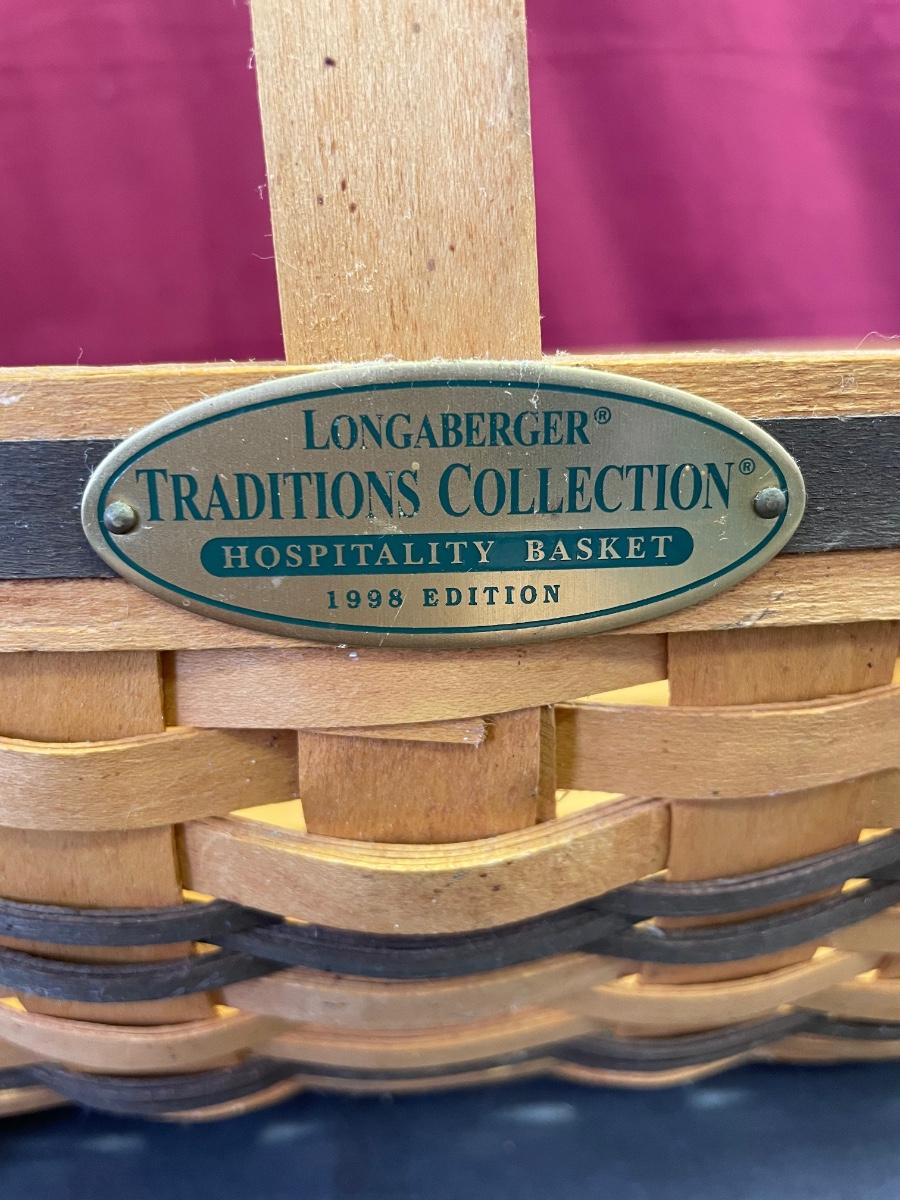 LONGABERGER®
TRADITIONS COLLECTION®
HOSPITALITY BASKET
1998 EDITION